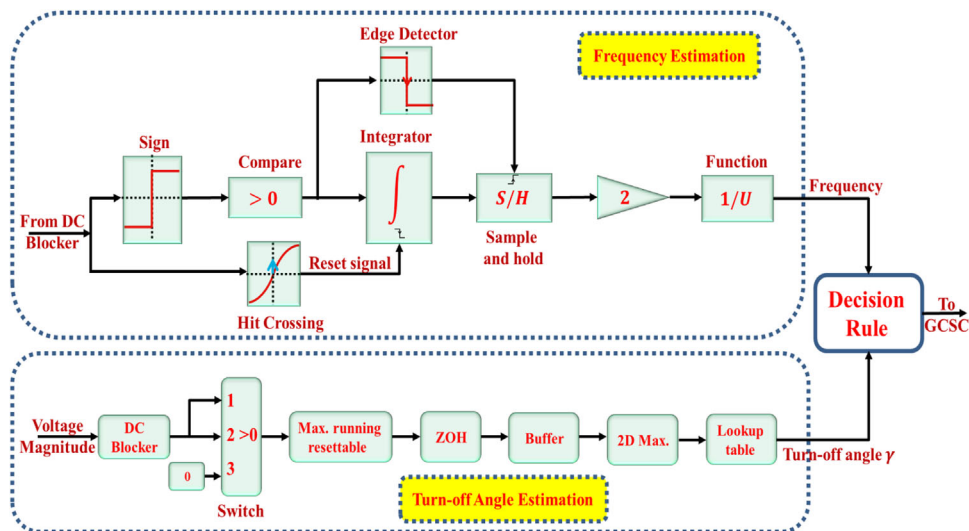 Edge Detector
Frequency Estimation
Sign
Compare
> 0
Integrator
∫
S/H
Sample
and hold
2
Function
1/U
Frequency
From DC
Blocker
Reset signal
Hit Crossing
Decision
Rule
To
GCSC
Voltage
Magnitude
DC
Blocker
0
1
2 >0
3
Switch
Max. running
resettable
ZOH
Buffer
2D Max.
Lookup
table
Turn-off angle γ
Turn-off Angle Estimation